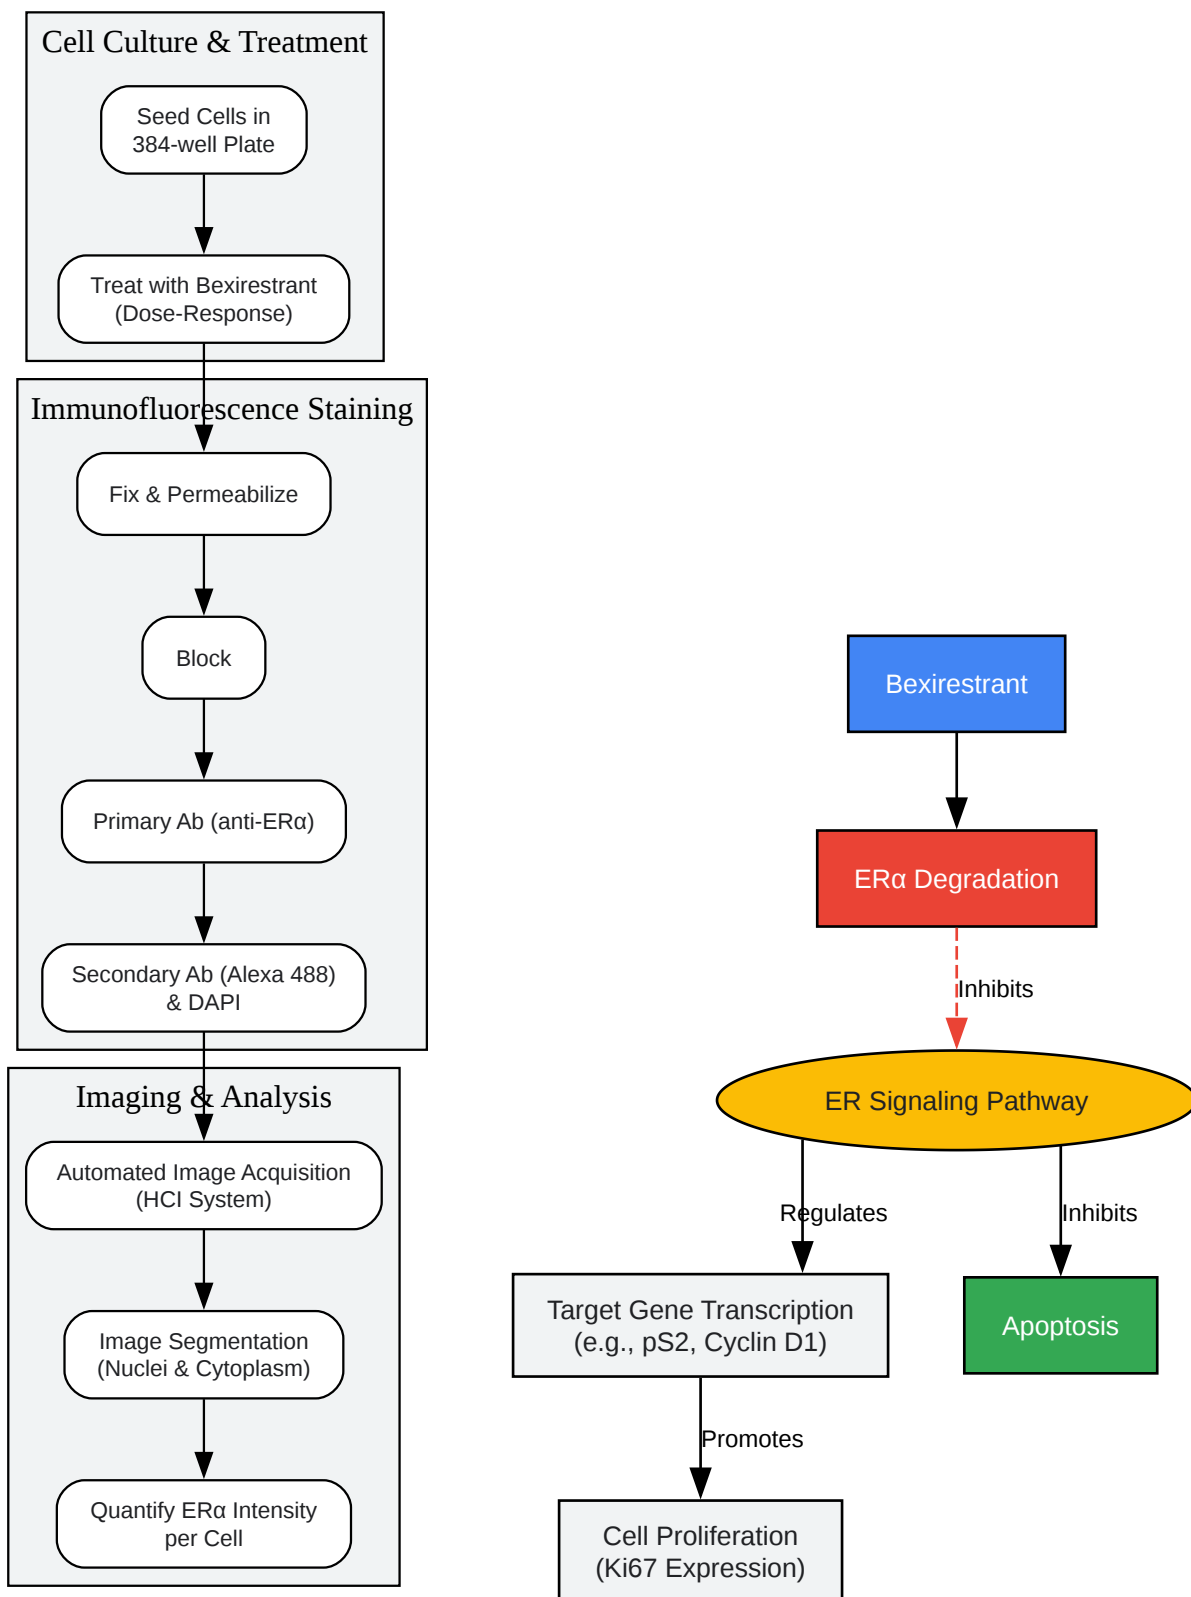 Cell Culture & Treatment
Seed Cells in
384-well Plate
Treat with Bexirestrant
(Dose-Response)
Immunofluorescence Staining
Fix & Permeabilize
Block
Primary Ab (anti-ERα)
Secondary Ab (Alexa 488)
& DAPI
Imaging & Analysis
Automated Image Acquisition
(HCI System)
Image Segmentation
(Nuclei & Cytoplasm)
Quantify ERα Intensity
per Cell
Bexirestrant
ERα Degradation
Inhibits
ER Signaling Pathway
Regulates
Inhibits
Target Gene Transcription
(e.g., pS2, Cyclin D1)
Apoptosis
Promotes
Cell Proliferation
(Ki67 Expression)